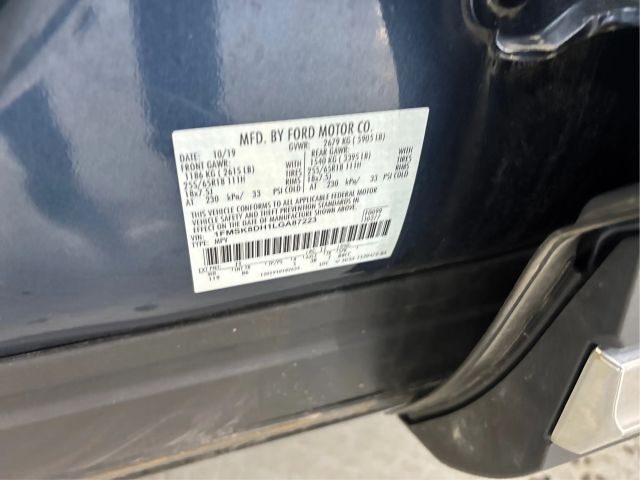 MFD. BY FORD MOTOR CO.
DATE: 10/19 GVWR: 2679 KG ( 5905 LB)
FRONT GAWR: REAR GAWR: WITH
1186 KG ( 2615 LB) 1540 KG ( 3395 LB) WITH TIRES
255/65R18 111H TIRES 255/65R18 111H RIMS
18x7.5J RIMS 18x7.5J
AT 230 kPa/ 33 PSI COLD AT 230 kPa/ 33 PSI COLD
THIS VEHICLE CONFORMS TO ALL APPLICABLE FEDERAL MOTOR
VEHICLE SAFETY AND THEFT PREVENTION STANDARDS IN
EFFECT ON THE DATE OF MANUFACTURE SHOWN ABOVE.
VIN: 1FMSK8DH1LGA87223
TYPE: MPV
EXT PNT: